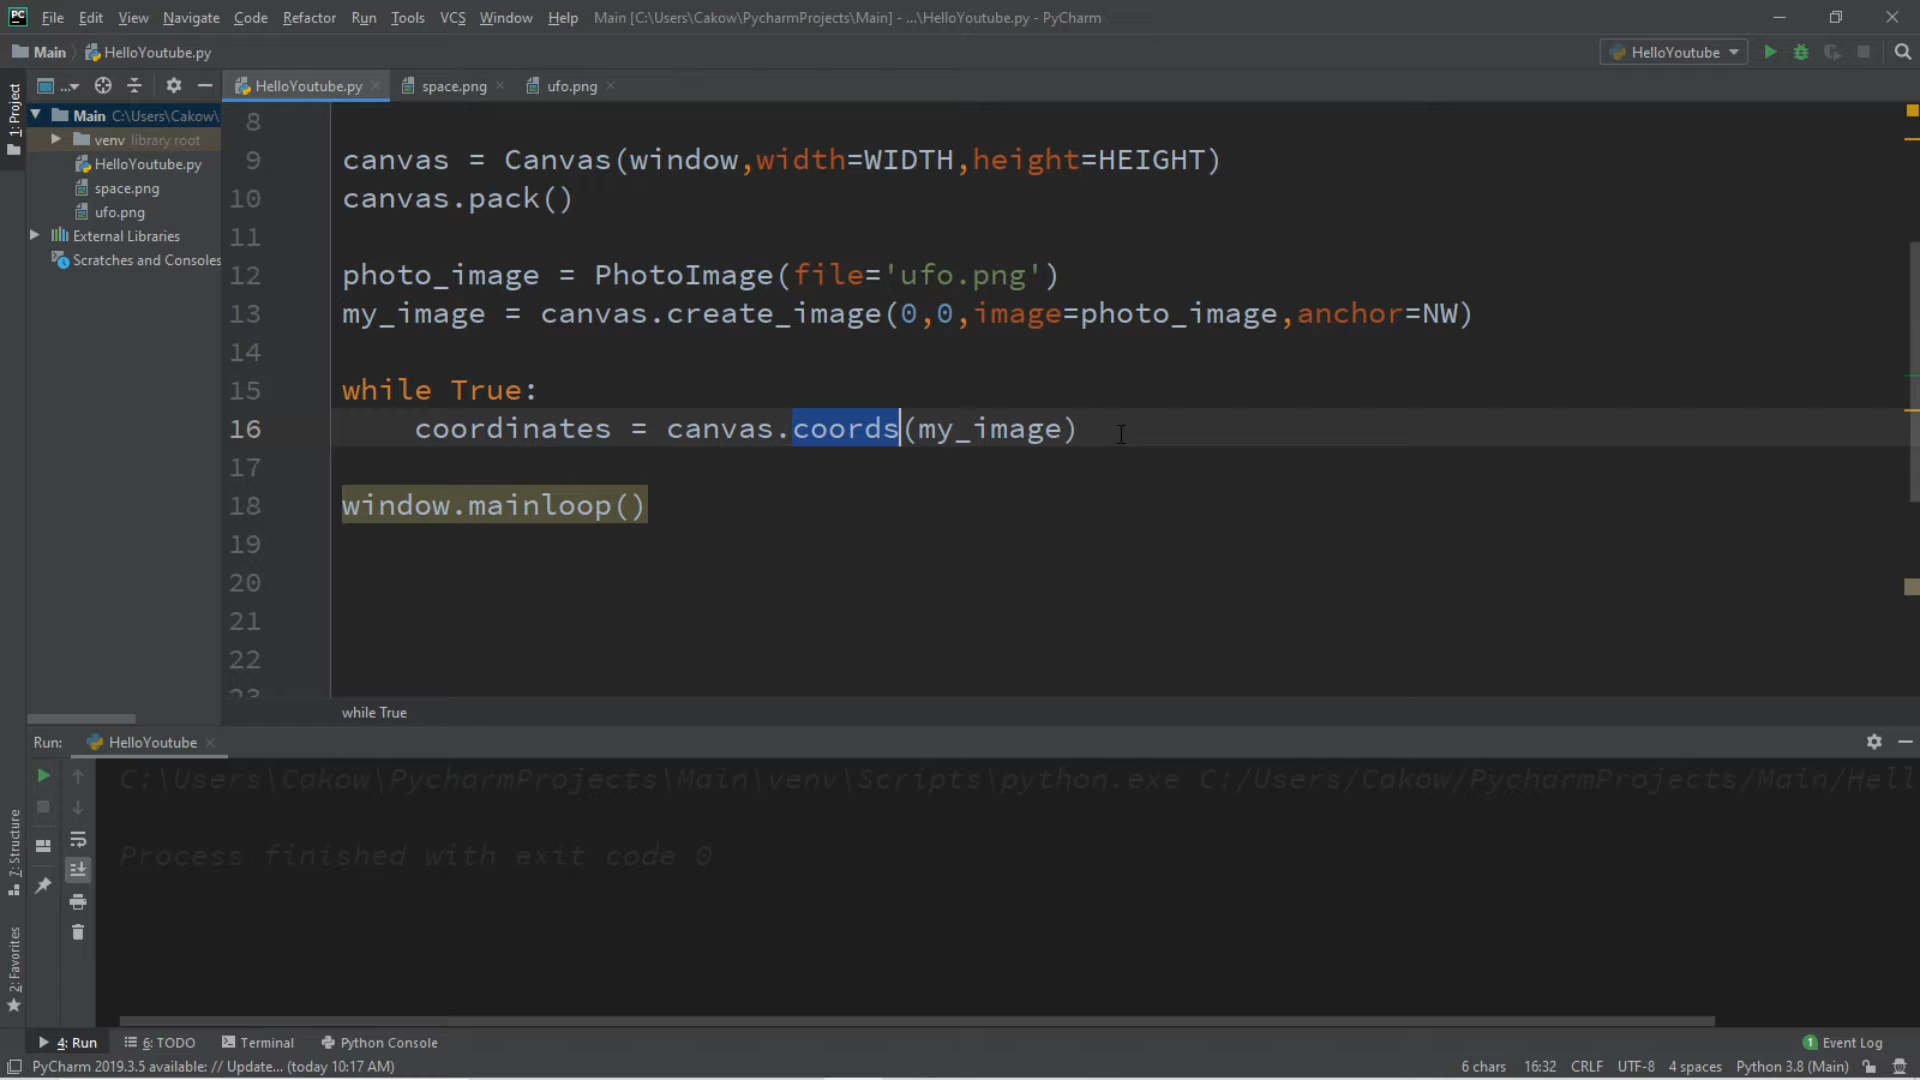 PC File Edit View Navigate Code Refactor Run Tools VCS Window Help Main [C:\Users\Cakow\PycharmProjects\Main] - ...\HelloYoutube.py - PyCharm
Main HelloYoutube.py HelloYoutube
HelloYoutube.py space.png ufo.png
1: Project
Main C:\Users\Cakow\
venv library root
HelloYoutube.py
space.png
ufo.png
External Libraries
Scratches and Consoles
8
9 canvas = Canvas(window,width=WIDTH,height=HEIGHT)
10 canvas.pack()
11
12 photo_image = PhotoImage(file='ufo.png')
13 my_image = canvas.create_image(0,0,image=photo_image,anchor=NW)
14
15 while True:
16 coordinates = canvas.coords(my_image)
17
18 window.mainloop()
19
20
21
22
23
while True
Run: HelloYoutube
C:\Users\Cakow\PycharmProjects\Main\venv\Scripts\python.exe C:/Users/Cakow/PycharmProjects/Main/Hell
Process finished with exit code 0
7: Structure
2: Favorites
4: Run 6: TODO Terminal Python Console 1 Event Log
PyCharm 2019.3.5 available: // Update... (today 10:17 AM) 6 chars 16:32 CRLF UTF-8 4 spaces Python 3.8 (Main)